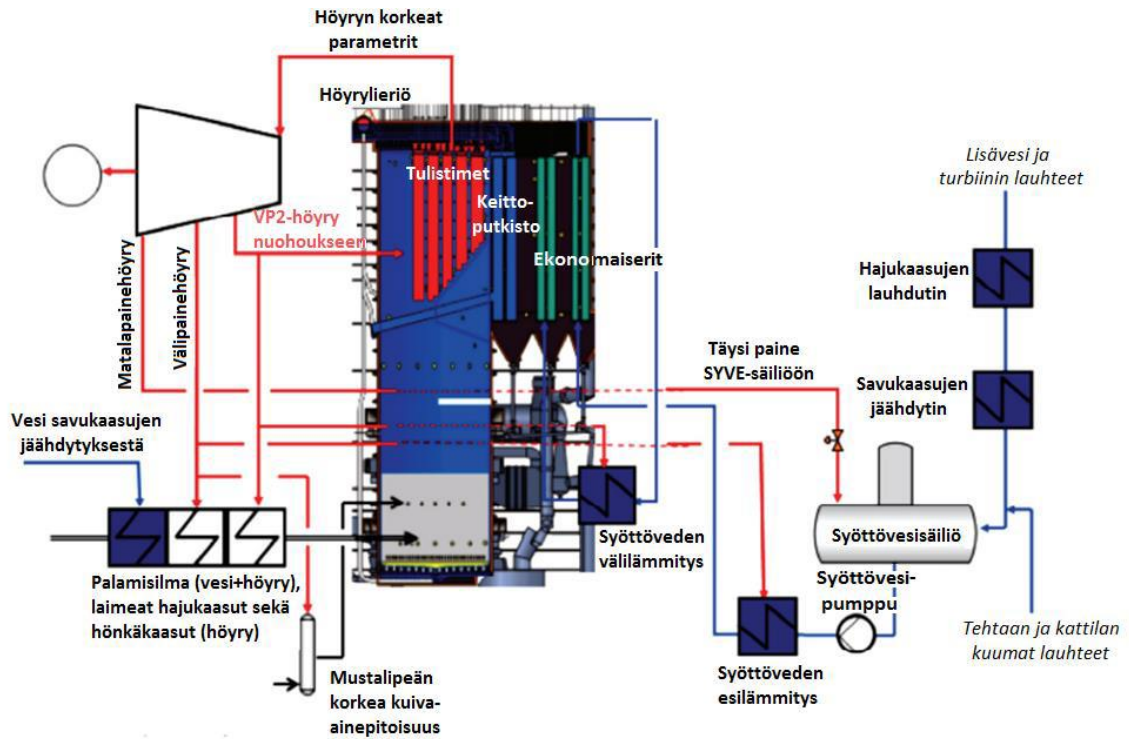 Höyryn korkeat
parametrit
Höyrylieriö
Tulistimet
Keitto-
putkisto
Ekonomaiserit
VP2-höyry
nuohoukseen
Matalapainehöyry
Välipainehöyry
Lisävesi ja
turbiinin lauhteet
Hajukaasujen
lauhdutin
Täysi paine
SYVE-säiliöön
Savukaasujen
jäähdytin
Vesi savukaasujen
jäähdytyksestä
Syöttövesisäiliö
Syöttöveden
välilämmitys
Syöttövesi-
pumppu
Palamisilma (vesi+höyry),
laimeat hajukaasut sekä
hönkäkaasut (höyry)
Tehtaan ja kattilan
kuumat lauhteet
Syöttöveden
esilämmitys
Mustalipeän
korkea kuiva-
ainepitoisuus